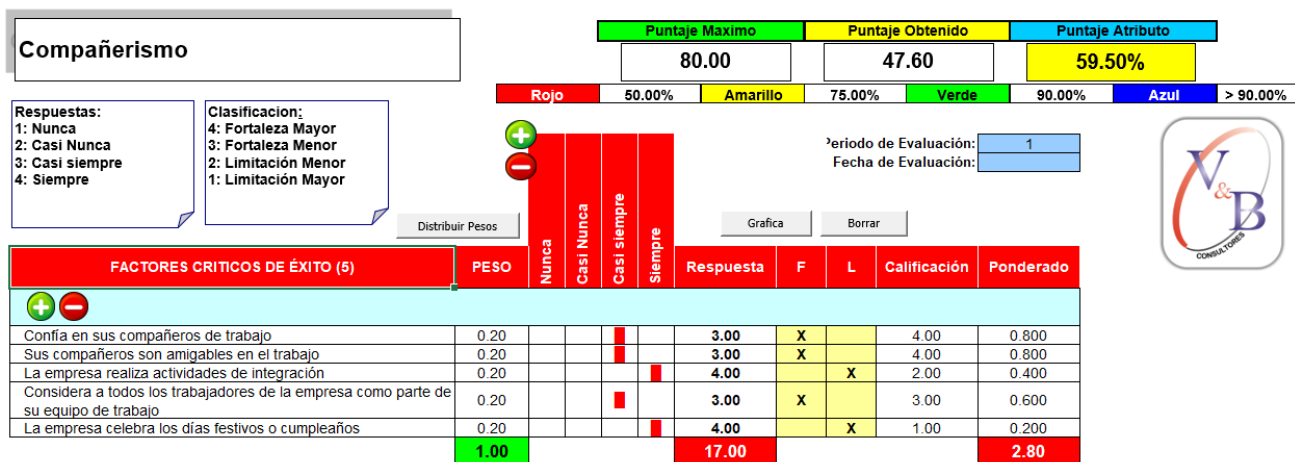 Compañerismo
Puntaje Maximo Puntaje Obtenido Puntaje Atributo
80.00 47.60 59.50%
Rojo 50.00% Amarillo 75.00% Verde 90.00% Azul > 90.00%
Respuestas:
1: Nunca
2: Casi Nunca
3: Casi siempre
4: Siempre
Clasificacion:
4: Fortaleza Mayor
3: Fortaleza Menor
2: Limitación Menor
1: Limitación Mayor
Periodo de Evaluación: 1
Fecha de Evaluación:
Distribuir Pesos
Grafica
Borrar
V&B
CONSULTORES
FACTORES CRITICOS DE ÉXITO (5) PESO Nunca Casi Nunca Casi siempre Siempre Respuesta F L Calificación Ponderado
Confía en sus compañeros de trabajo 0.20 3.00 X 4.00 0.800
Sus compañeros son amigables en el trabajo 0.20 3.00 X 4.00 0.800
La empresa realiza actividades de integración 0.20 4.00 X 2.00 0.400
Considera a todos los trabajadores de la empresa como parte de
su equipo de trabajo 0.20 3.00 X 3.00 0.600
La empresa celebra los días festivos o cumpleaños 0.20 4.00 X 1.00 0.200
1.00 17.00 2.80